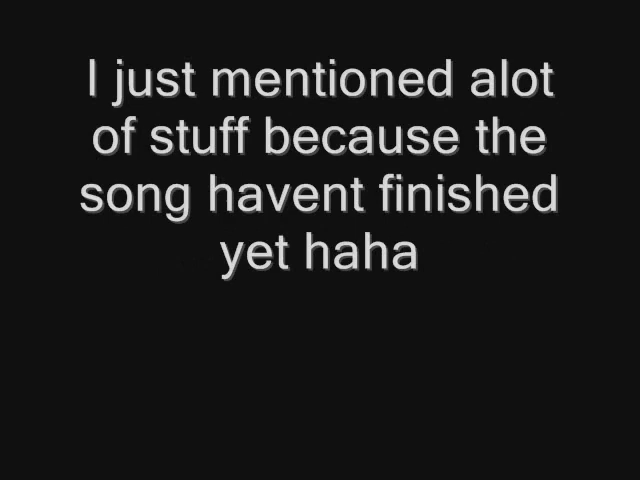 I just mentioned alot
of stuff because the
song havent finished
yet haha